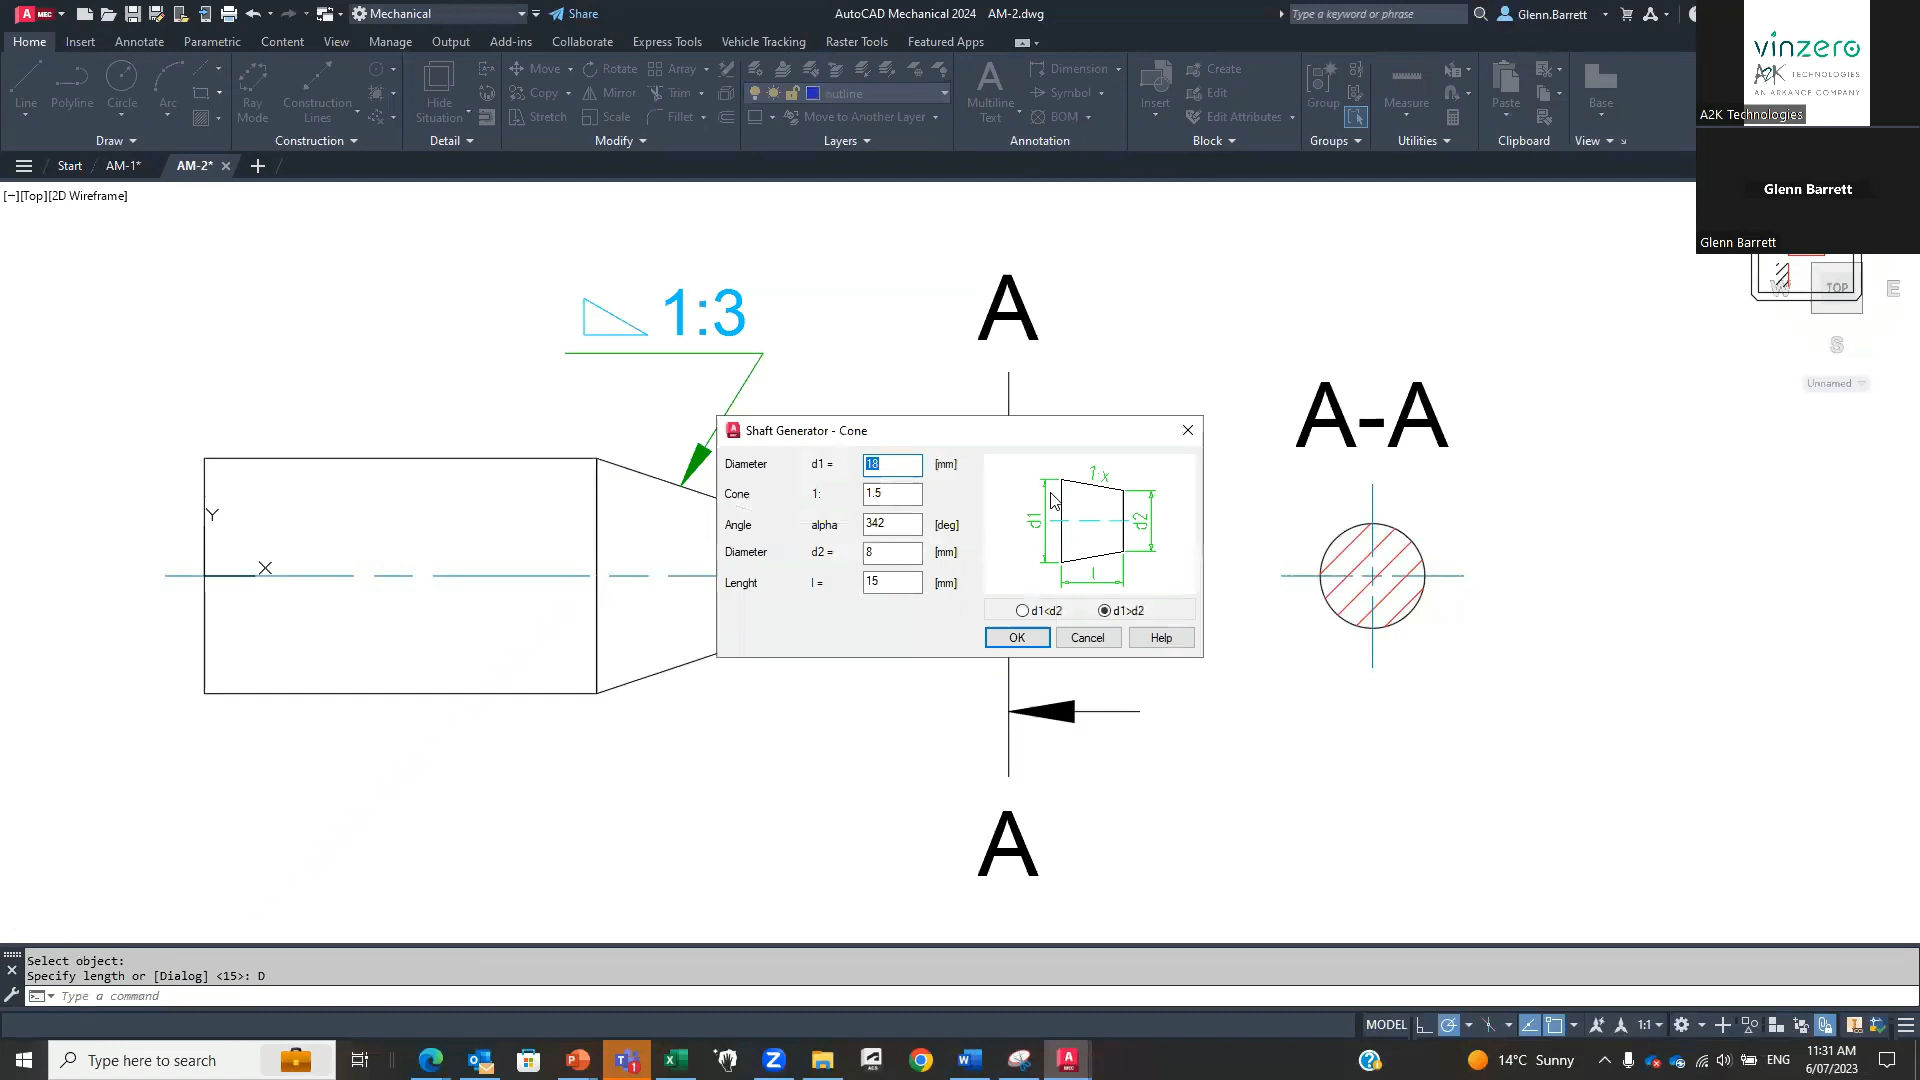 A MEC
Mechanical
Share
AutoCAD Mechanical 2024 AM-2.dwg
Type a keyword or phrase
Glenn.Barrett
Home Insert Annotate Parametric Content View Manage Output Add-ins Collaborate Express Tools Vehicle Tracking Raster Tools Featured Apps
Line Polyline Circle Arc
Ray Mode
Construction Lines
Hide Situation
Move Rotate Array
Copy Mirror Trim
Stretch Scale Fillet
outline
Move to Another Layer
Multiline Text
Dimension
Symbol
BOM
Insert
Create
Edit
Edit Attributes
Group
Measure
Paste
Base
Draw Construction Detail Modify Layers Annotation Block Groups Utilities Clipboard View
Start AM-1* AM-2*
[−][Top][2D Wireframe]
vinzero
A2K TECHNOLOGIES
AN ARKANCE COMPANY
A2K Technologies
Glenn Barrett
Glenn Barrett
W TOP E
S
Unnamed
1:3
A
A-A
Y
X
Shaft Generator - Cone
Diameter d1 = 18 [mm]
Cone 1: 1.5
Angle alpha 342 [deg]
Diameter d2 = 8 [mm]
Lenght l = 15 [mm]
1:x
d1
d2
l
d1<d2 d1>d2
OK Cancel Help
A
Select object:
Specify length or [Dialog] <15>: D
Type a command
MODEL 1:1
Type here to search
14°C Sunny
ENG
11:31 AM
6/07/2023